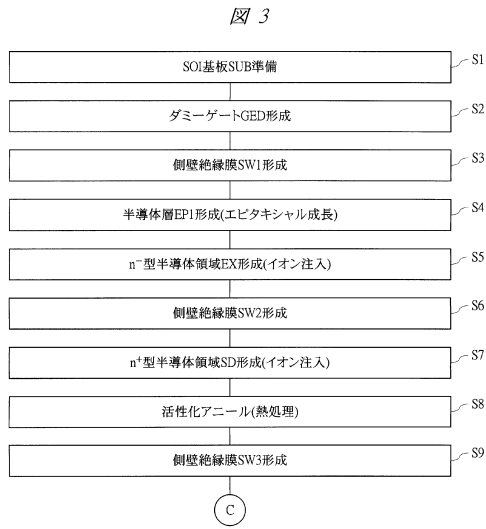 図 3
SOI基板SUB準備
S1
ダミーゲートGED形成
S2
側壁絶縁膜SW1形成
S3
半導体層EP1形成(エピタキシャル成長)
S4
n⁻型半導体領域EX形成(イオン注入)
S5
側壁絶縁膜SW2形成
S6
n⁺型半導体領域SD形成(イオン注入)
S7
活性化アニール(熱処理)
S8
側壁絶縁膜SW3形成
S9
C